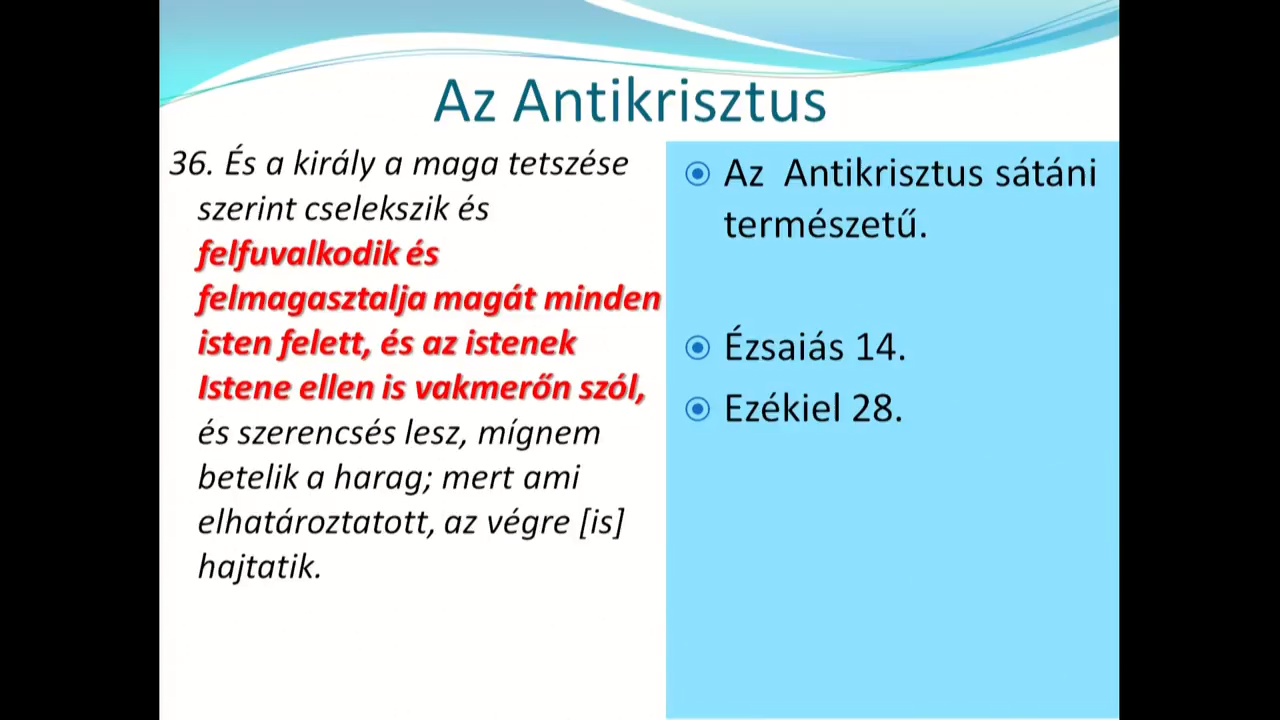 Az Antikrisztus
36. És a király a maga tetszése
szerint cselekszik és
felfuvalkodik és
felmagasztalja magát minden
isten felett, és az istenek
Istene ellen is vakmerőn szól,
és szerencsés lesz, mígnem
betelik a harag; mert ami
elhatároztatott, az végre [is]
hajtatik.
Az Antikrisztus sátáni
természetű.
Ézsaiás 14.
Ezékiel 28.